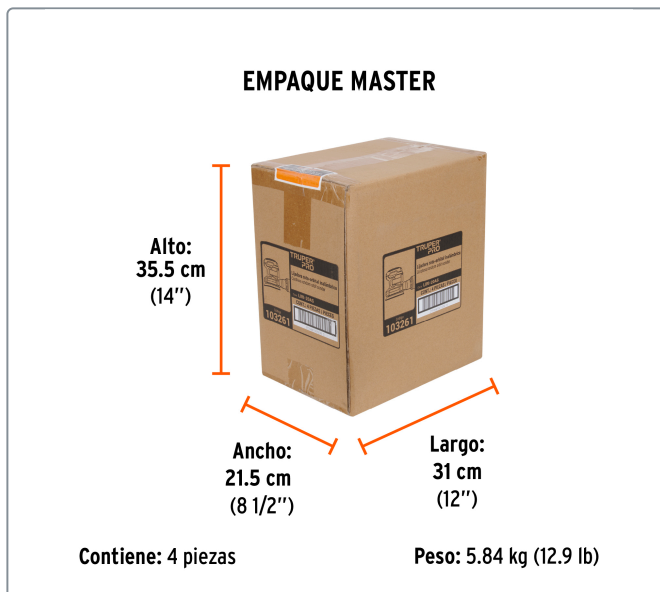 EMPAQUE MASTER
Alto:
35.5 cm
(14")
TRUPER
PRO
103261
TRUPER
PRO
103261
Ancho:
21.5 cm
(8 1/2")
Largo:
31 cm
(12")
Contiene: 4 piezas
Peso: 5.84 kg (12.9 lb)